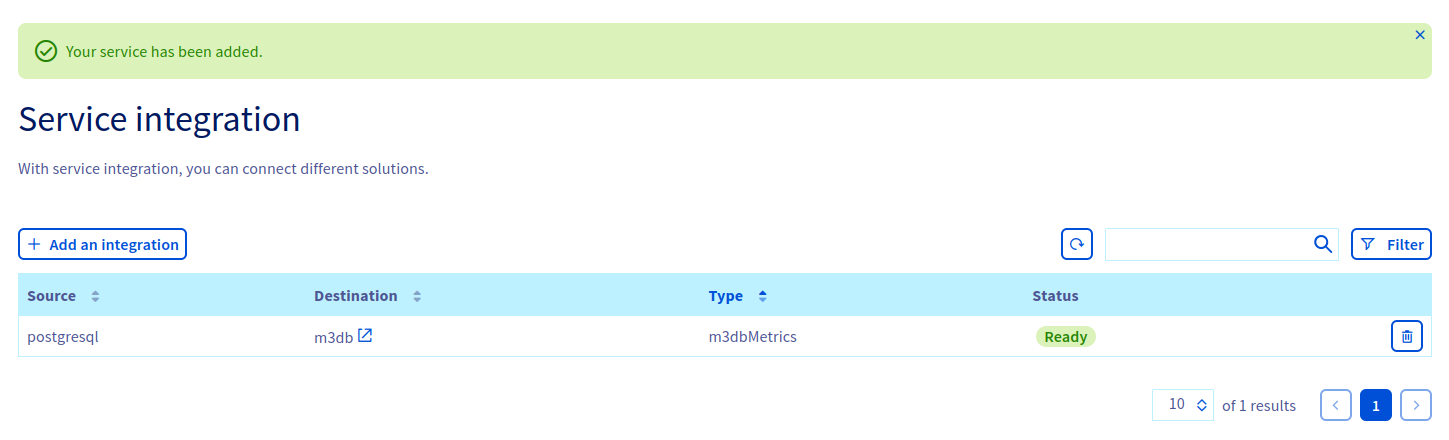 Your service has been added.
Service integration
With service integration, you can connect different solutions.
Add an integration
Filter
Source Destination Type Status
postgresql m3db m3dbMetrics Ready
10 of 1 results 1